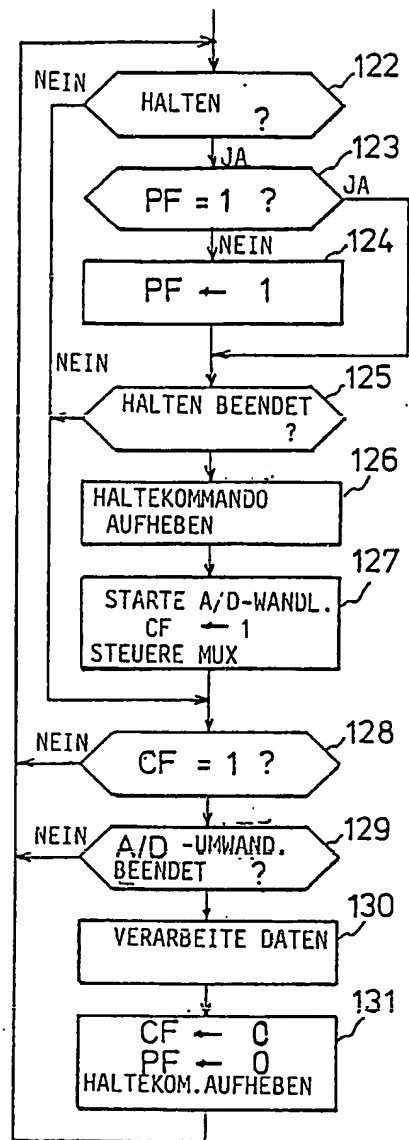 122
NEIN
HALTEN
?
JA
123
PF = 1 ?
JA
NEIN
124
PF ← 1
NEIN
125
HALTEN BEENDET
?
126
HALTEKOMMANDO
AUFHEBEN
127
STARTE A/D-WANDL.
CF ← 1
STEUERE MUX
128
NEIN
CF = 1 ?
129
NEIN
A/D -UMWAND.
BEENDET ?
130
VERARBEITE DATEN
131
CF ← 0
PF ← 0
HALTEKOM.AUFHEBEN